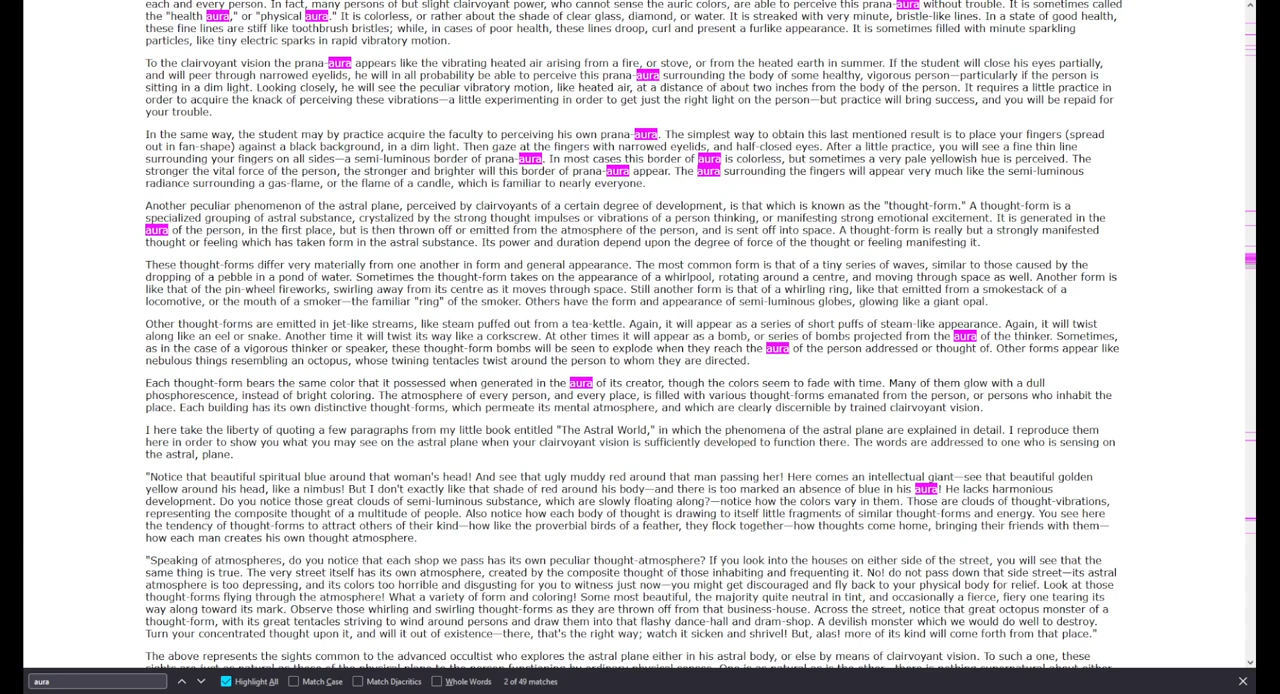 each and every person. In fact, many persons of but slight clairvoyant power, who cannot sense the auric colors, are able to perceive this prana-aura without trouble. It is sometimes called
the "health aura," or "physical aura." It is colorless, or rather about the shade of clear glass, diamond, or water. It is streaked with very minute, bristle-like lines. In a state of good health,
these fine lines are stiff like toothbrush bristles; while, in cases of poor health, these lines droop, curl and present a furlike appearance. It is sometimes filled with minute sparkling
particles, like tiny electric sparks in rapid vibratory motion.
To the clairvoyant vision the prana-aura appears like the vibrating heated air arising from a fire, or stove, or from the heated earth in summer. If the student will close his eyes partially,
and will peer through narrowed eyelids, he will in all probability be able to perceive this prana-aura surrounding the body of some healthy, vigorous person—particularly if the person is
sitting in a dim light. Looking closely, he will see the peculiar vibratory motion, like heated air, at a distance of about two inches from the body of the person. It requires a little practice in
order to acquire the knack of perceiving these vibrations—a little experimenting in order to get just the right light on the person—but practice will bring success, and you will be repaid for
your trouble.
In the same way, the student may by practice acquire the faculty to perceiving his own prana-aura. The simplest way to obtain this last mentioned result is to place your fingers (spread
out in fan-shape) against a black background, in a dim light. Then gaze at the fingers with narrowed eyelids, and half-closed eyes. After a little practice, you will see a fine thin line
surrounding your fingers on all sides—a semi-luminous border of prana-aura. In most cases this border of aura is colorless, but sometimes a very pale yellowish hue is perceived. The
stronger the vital force of the person, the stronger and brighter will this border of prana-aura appear. The aura surrounding the fingers will appear very much like the semi-luminous
radiance surrounding a gas-flame, or the flame of a candle, which is familiar to nearly everyone.
Another peculiar phenomenon of the astral plane, perceived by clairvoyants of a certain degree of development, is that which is known as the "thought-form." A thought-form is a
specialized grouping of astral substance, crystalized by the strong thought impulses or vibrations of a person thinking, or manifesting strong emotional excitement. It is generated in the
aura of the person, in the first place, but is then thrown off or emitted from the atmosphere of the person, and is sent off into space. A thought-form is really but a strongly manifested
thought or feeling which has taken form in the astral substance. Its power and duration depend upon the degree of force of the thought or feeling manifesting it.
These thought-forms differ very materially from one another in form and general appearance. The most common form is that of a tiny series of waves, similar to those caused by the
dropping of a pebble in a pond of water. Sometimes the thought-form takes on the appearance of a whirlpool, rotating around a centre, and moving through space as well. Another form is
like that of the pin-wheel fireworks, swirling away from its centre as it moves through space. Still another form is that of a whirling ring, like that emitted from a smokestack of a
locomotive, or the mouth of a smoker—the familiar "ring" of the smoker. Others have the form and appearance of semi-luminous globes, glowing like a giant opal.
Other thought-forms are emitted in jet-like streams, like steam puffed out from a tea-kettle. Again, it will appear as a series of short puffs of steam-like appearance. Again, it will twist
along like an eel or snake. Another time it will twist its way like a corkscrew. At other times it will appear as a bomb, or series of bombs projected from the aura of the thinker. Sometimes,
as in the case of a vigorous thinker or speaker, these thought-form bombs will be seen to explode when they reach the aura of the person addressed or thought of. Other forms appear like
nebulous things resembling an octopus, whose twining tentacles twist around the person to whom they are directed.
Each thought-form bears the same color that it possessed when generated in the aura of its creator, though the colors seem to fade with time. Many of them glow with a dull
phosphorescence, instead of bright coloring. The atmosphere of every person, and every place, is filled with various thought-forms emanated from the person, or persons who inhabit the
place. Each building has its own distinctive thought-forms, which permeate its mental atmosphere, and which are clearly discernible by trained clairvoyant vision.
I here take the liberty of quoting a few paragraphs from my little book entitled "The Astral World," in which the phenomena of the astral plane are explained in detail. I reproduce them
here in order to show you what you may see on the astral plane when your clairvoyant vision is sufficiently developed to function there. The words are addressed to one who is sensing on
the astral, plane.
"Notice that beautiful spiritual blue around that woman's head! And see that ugly muddy red around that man passing her! Here comes an intellectual giant—see that beautiful golden
yellow around his head, like a nimbus! But I don't exactly like that shade of red around his body—and there is too marked an absence of blue in his aura! He lacks harmonious
development. Do you notice those great clouds of semi-luminous substance, which are slowly floating along?—notice how the colors vary in them. Those are clouds of thought-vibrations,
representing the composite thought of a multitude of people. Also notice how each body of thought is drawing to itself little fragments of similar thought-forms and energy. You see here
the tendency of thought-forms to attract others of their kind—how like the proverbial birds of a feather, they flock together—how thoughts come home, bringing their friends with them—
how each man creates his own thought atmosphere.
"Speaking of atmospheres, do you notice that each shop we pass has its own peculiar thought-atmosphere? If you look into the houses on either side of the street, you will see that the
same thing is true. The very street itself has its own atmosphere, created by the composite thought of those inhabiting and frequenting it. No! do not pass down that side street—its astral
atmosphere is too depressing, and its colors too horrible and disgusting for you to witness just now—you might get discouraged and fly back to your physical body for relief. Look at those
thought-forms flying through the atmosphere! What a variety of form and coloring! Some most beautiful, the majority quite neutral in tint, and occasionally a fierce, fiery one tearing its
way along toward its mark. Observe those whirling and swirling thought-forms as they are thrown off from that business-house. Across the street, notice that great octopus monster of a
thought-form, with its great tentacles striving to wind around persons and draw them into that flashy dance-hall and dram-shop. A devilish monster which we would do well to destroy.
Turn your concentrated thought upon it, and will it out of existence—there, that's the right way; watch it sicken and shrivel! But, alas! more of its kind will come forth from that place."
The above represents the sights common to the advanced occultist who explores the astral plane either in his astral body, or else by means of clairvoyant vision. To such a one, these
aura Highlight All Match Case Match Diacritics Whole Words 2 of 49 matches